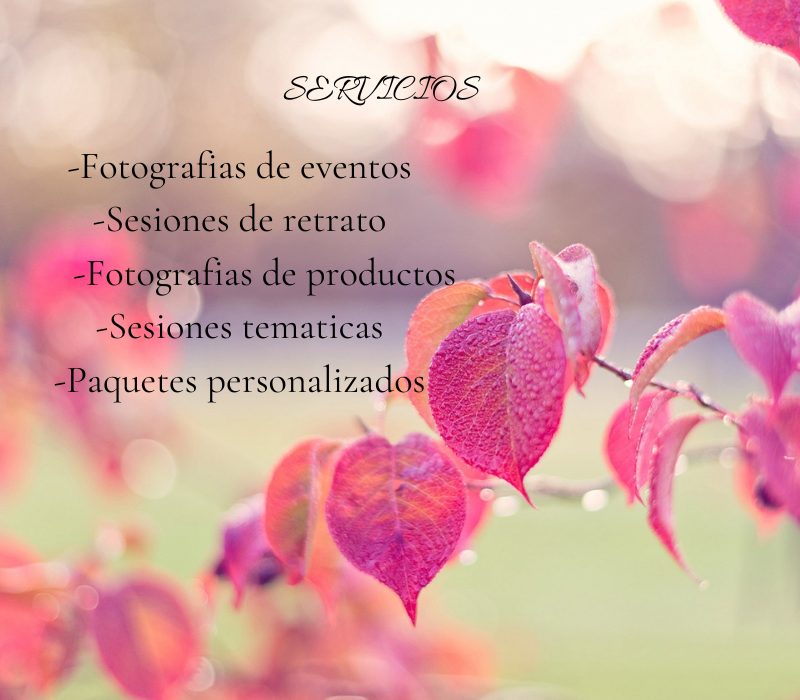 SERVICIOS
-Fotografias de eventos
-Sesiones de retrato
-Fotografias de productos
-Sesiones tematicas
-Paquetes personalizados